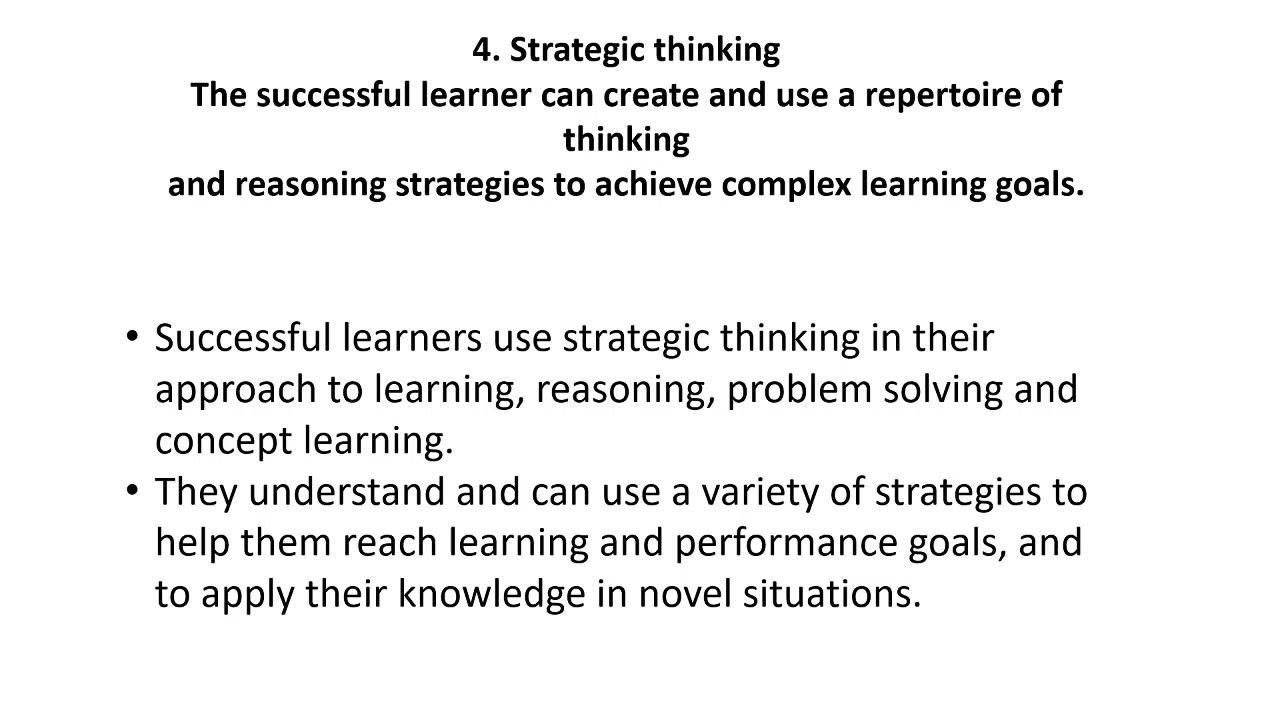 4. Strategic thinking
The successful learner can create and use a repertoire of
thinking
and reasoning strategies to achieve complex learning goals.
• Successful learners use strategic thinking in their
approach to learning, reasoning, problem solving and
concept learning.
• They understand and can use a variety of strategies to
help them reach learning and performance goals, and
to apply their knowledge in novel situations.